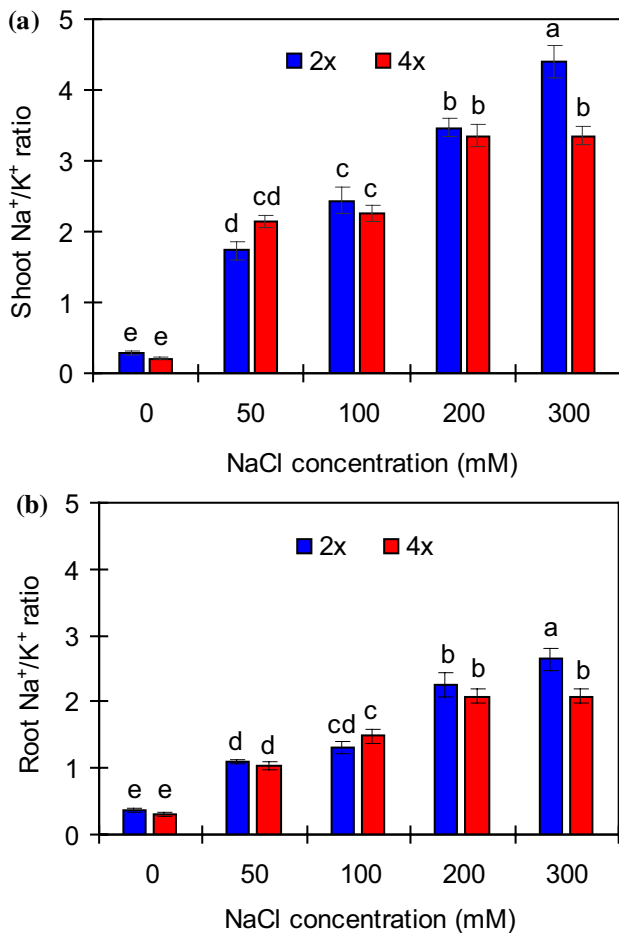 (a)
5
4
3
2
1
0
Shoot Na⁺/K⁺ ratio
2x 4x
e e d cd c c b b a b
0 50 100 200 300
NaCl concentration (mM)
(b)
5
4
3
2
1
0
Root Na⁺/K⁺ ratio
2x 4x
e e d d cd c b b a b
0 50 100 200 300
NaCl concentration (mM)